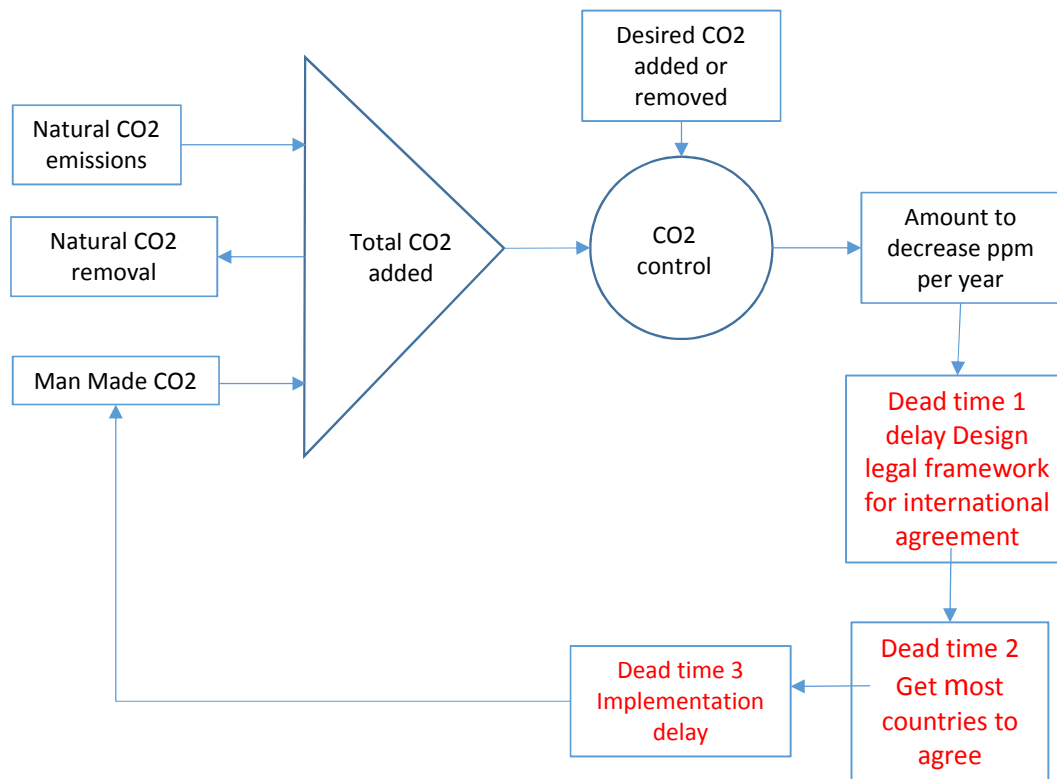 Desired CO2
added or
removed
Natural CO2
emissions
Natural CO2
removal
Total CO2
added
CO2
control
Amount to
decrease ppm
per year
Man Made CO2
Dead time 1
delay Design
legal framework
for international
agreement
Dead time 2
Get most
countries to
agree
Dead time 3
Implementation
delay